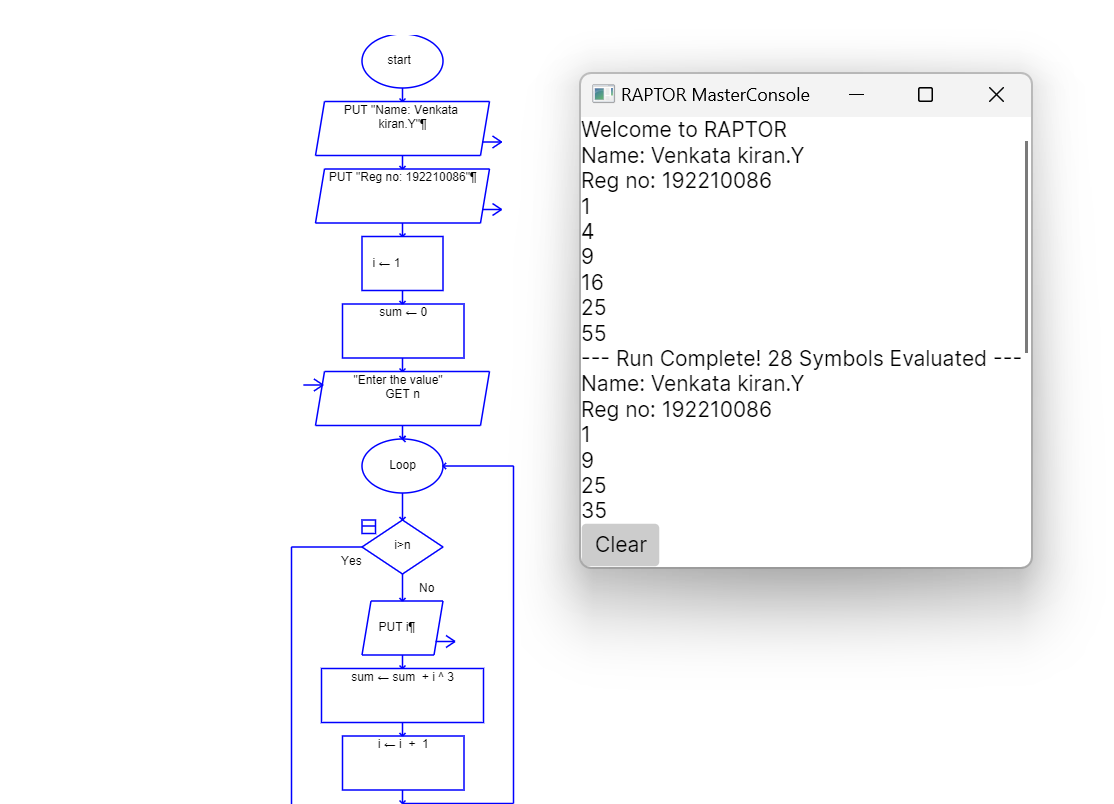 start
PUT "Name: Venkata
kiran.Y"¶
PUT "Reg no: 192210086"¶
i ← 1
sum ← 0
"Enter the value"
GET n
Loop
i>n
Yes
No
PUT i¶
sum ← sum + i ^ 3
i ← i + 1
RAPTOR MasterConsole
Welcome to RAPTOR
Name: Venkata kiran.Y
Reg no: 192210086
1
4
9
16
25
55
--- Run Complete! 28 Symbols Evaluated ---
Name: Venkata kiran.Y
Reg no: 192210086
1
9
25
35
Clear